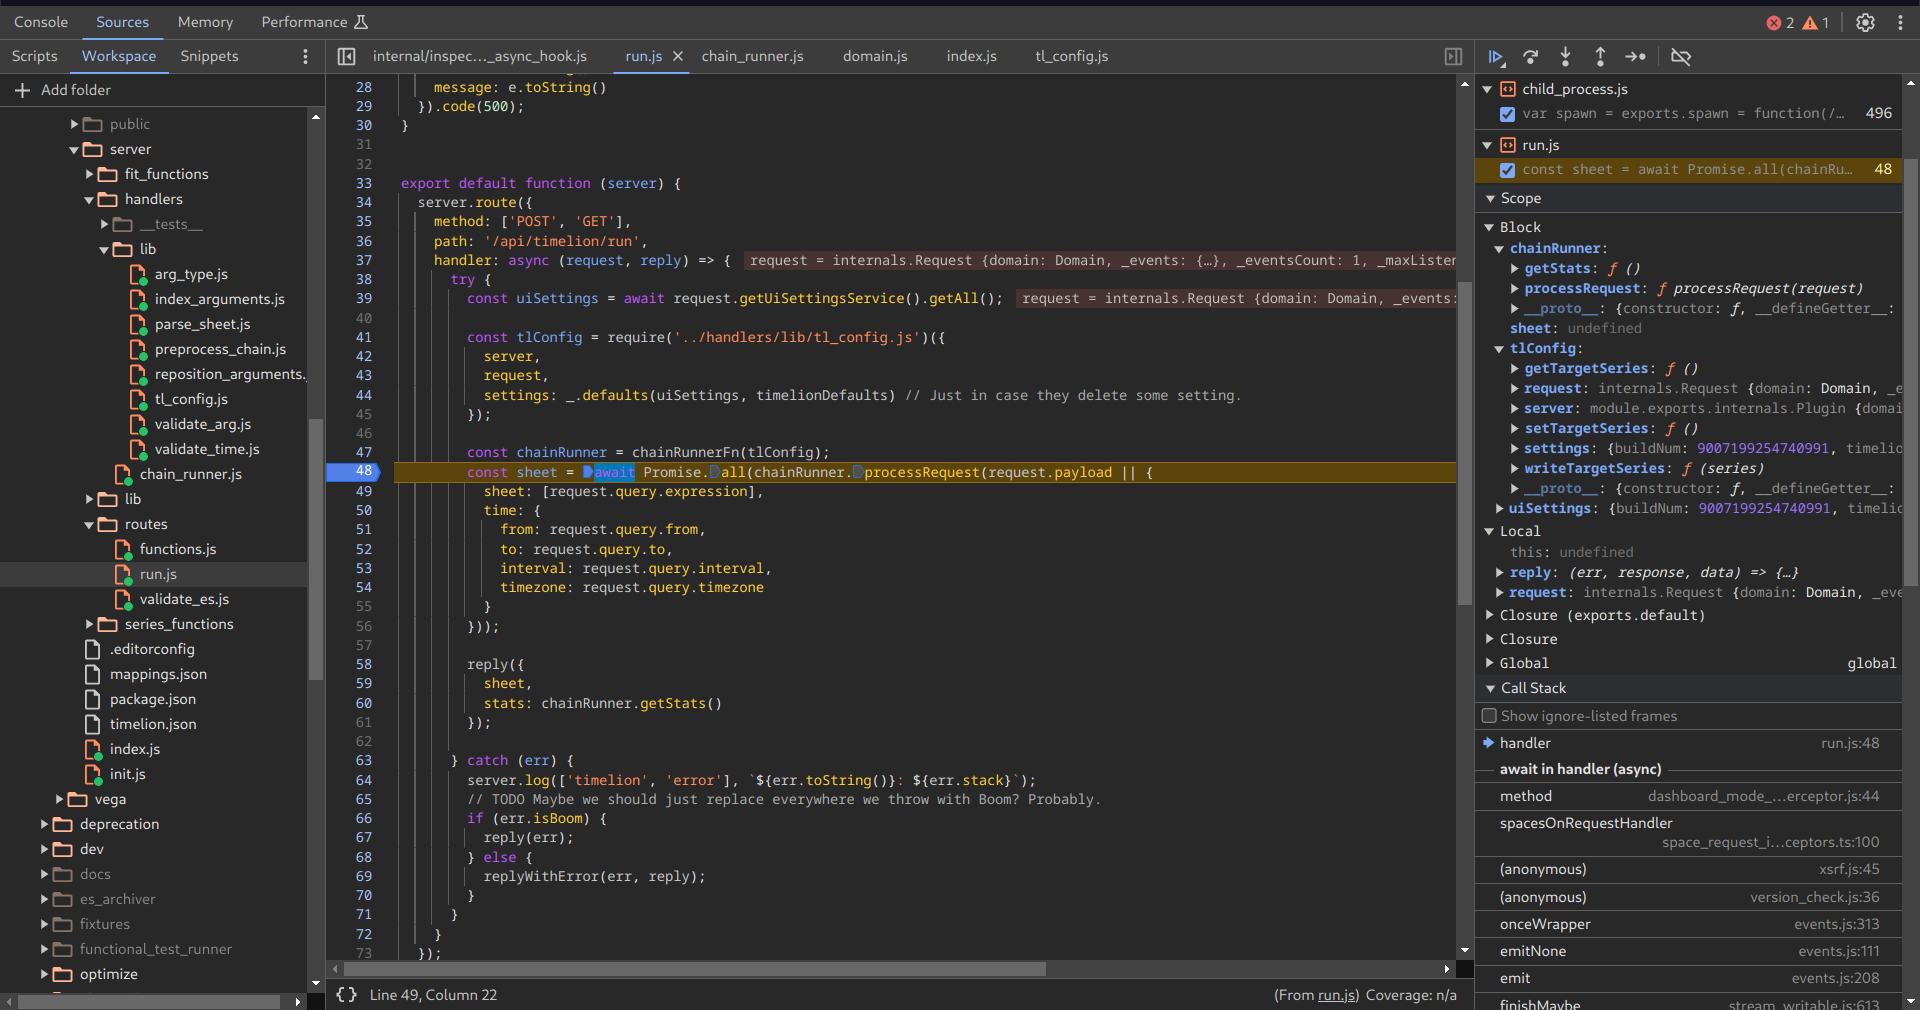 Console Sources Memory Performance 2 1
Scripts Workspace Snippets
Add folder
public
server
fit_functions
handlers
__tests__
lib
arg_type.js
index_arguments.js
parse_sheet.js
preprocess_chain.js
reposition_arguments.
tl_config.js
validate_arg.js
validate_time.js
chain_runner.js
lib
routes
functions.js
run.js
validate_es.js
series_functions
.editorconfig
mappings.json
package.json
timelion.json
index.js
init.js
vega
deprecation
dev
docs
es_archiver
fixtures
functional_test_runner
optimize
internal/inspec…_async_hook.js run.js chain_runner.js domain.js index.js tl_config.js
28 message: e.toString()
29 }).code(500);
30 }
31
32
33 export default function (server) {
34 server.route({
35 method: ['POST', 'GET'],
36 path: '/api/timelion/run',
37 handler: async (request, reply) => { request = internals.Request {domain: Domain, _events: {…}, _eventsCount: 1, _maxListen
38 try {
39 const uiSettings = await request.getUiSettingsService().getAll(); request = internals.Request {domain: Domain, _events:
40
41 const tlConfig = require('../handlers/lib/tl_config.js')({
42 server,
43 request,
44 settings: _.defaults(uiSettings, timelionDefaults) // Just in case they delete some setting.
45 });
46
47 const chainRunner = chainRunnerFn(tlConfig);
48 const sheet = await Promise.all(chainRunner.processRequest(request.payload || {
49 sheet: [request.query.expression],
50 time: {
51 from: request.query.from,
52 to: request.query.to,
53 interval: request.query.interval,
54 timezone: request.query.timezone
55 }
56 }));
57
58 reply({
59 sheet,
60 stats: chainRunner.getStats()
61 });
62
63 } catch (err) {
64 server.log(['timelion', 'error'], `${err.toString()}: ${err.stack}`);
65 // TODO Maybe we should just replace everywhere we throw with Boom? Probably.
66 if (err.isBoom) {
67 reply(err);
68 } else {
69 replyWithError(err, reply);
70 }
71 }
72 }
73 });
{} Line 49, Column 22 (From run.js) Coverage: n/a
child_process.js
var spawn = exports.spawn = function(/… 496
run.js
const sheet = await Promise.all(chainRu… 48
Scope
Block
chainRunner:
getStats: ƒ ()
processRequest: ƒ processRequest(request)
__proto__: {constructor: ƒ, __defineGetter__:
sheet: undefined
tlConfig:
getTargetSeries: ƒ ()
request: internals.Request {domain: Domain, _e
server: module.exports.internals.Plugin {domai
setTargetSeries: ƒ ()
settings: {buildNum: 9007199254740991, timelio
writeTargetSeries: ƒ (series)
__proto__: {constructor: ƒ, __defineGetter__:
uiSettings: {buildNum: 9007199254740991, timelio
Local
this: undefined
reply: (err, response, data) => {…}
request: internals.Request {domain: Domain, _eve
Closure (exports.default)
Closure
Global global
Call Stack
Show ignore-listed frames
handler run.js:48
await in handler (async)
method dashboard_mode_…erceptor.js:44
spacesOnRequestHandler
space_request_i…ceptors.ts:100
(anonymous) xsrf.js:45
(anonymous) version_check.js:36
onceWrapper events.js:313
emitNone events.js:111
emit events.js:208
finishMaybe stream_writable.js:613